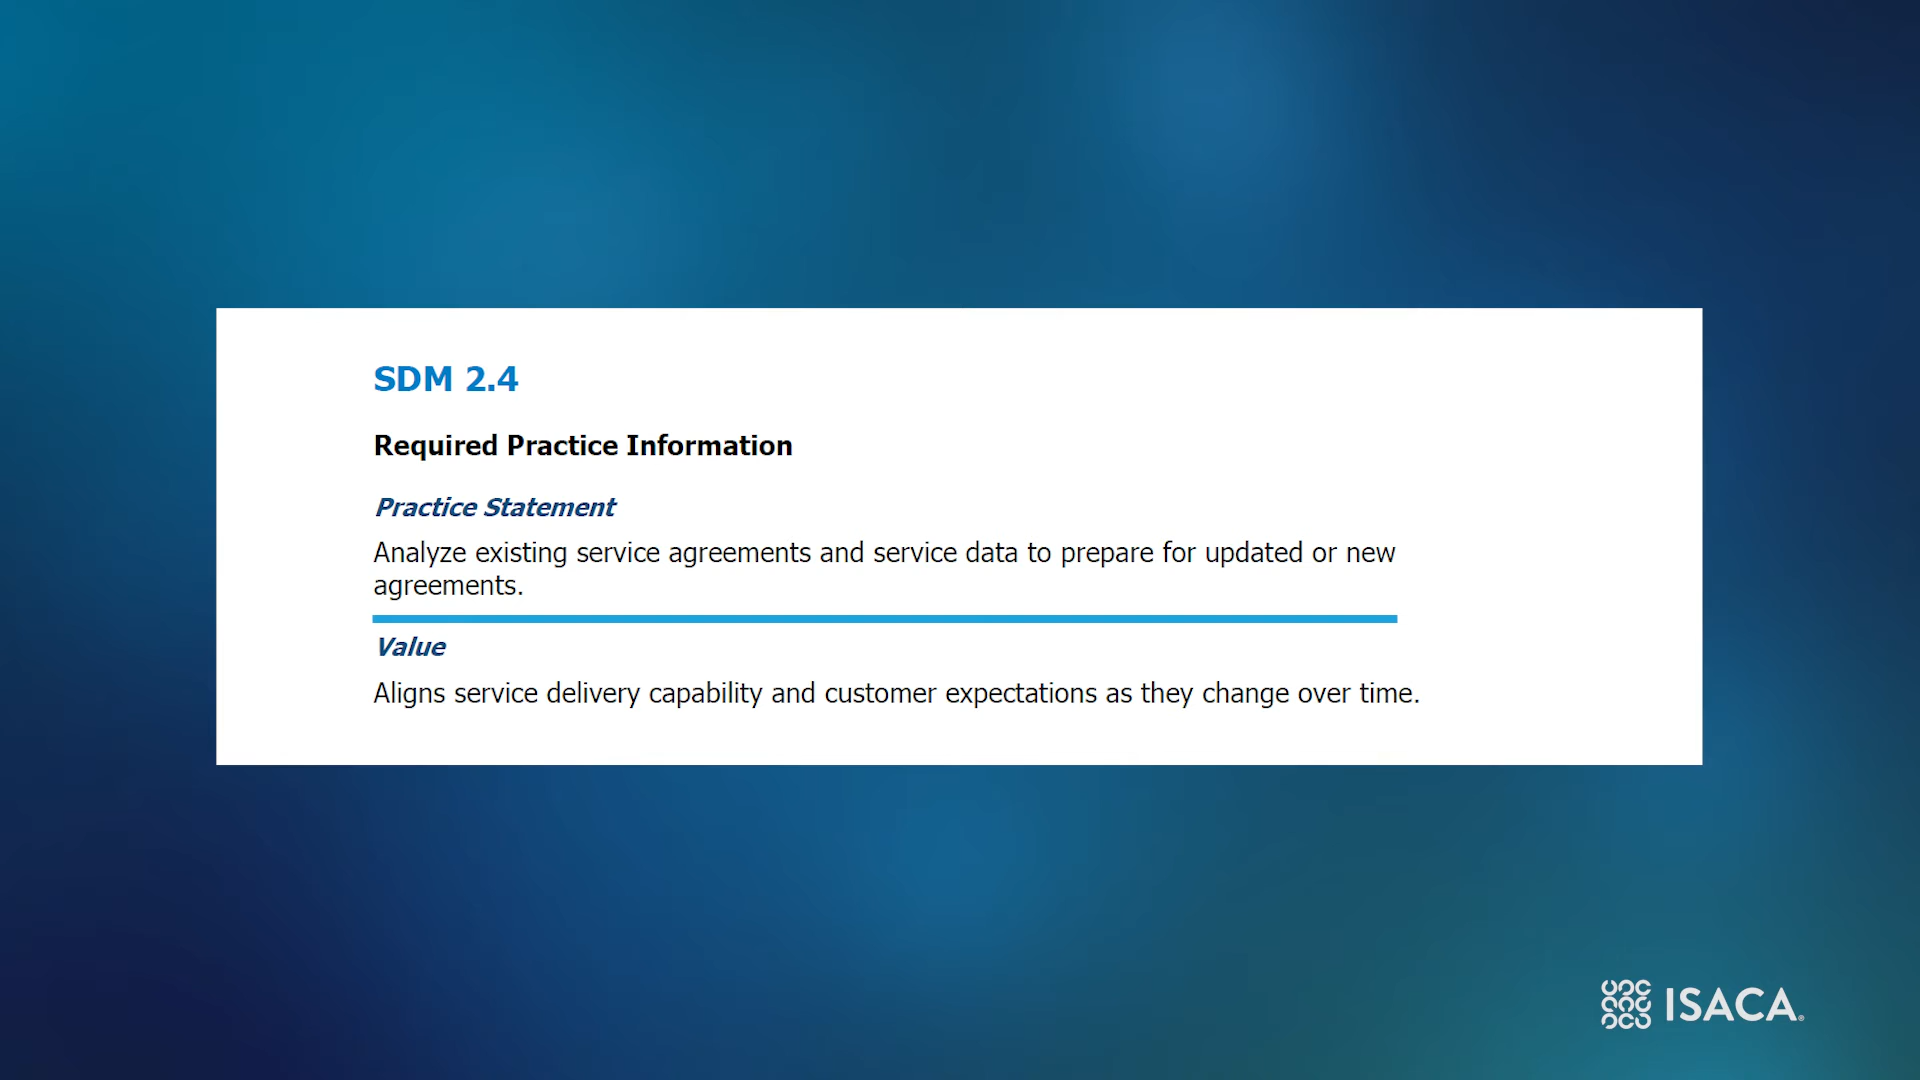 SDM 2.4
Required Practice Information
Practice Statement
Analyze existing service agreements and service data to prepare for updated or new
agreements.
Value
Aligns service delivery capability and customer expectations as they change over time.
ISACA®